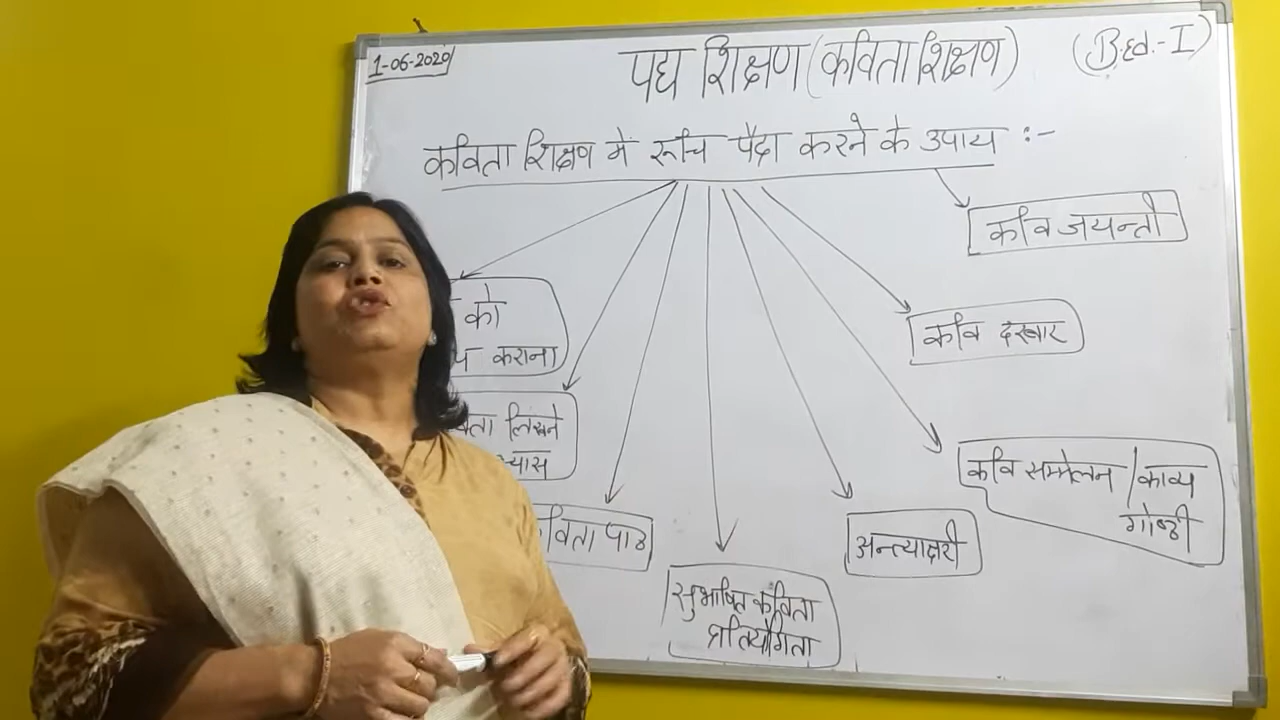 1-06-2020
पद्य शिक्षण (कविता शिक्षण)
(B.Ed.-I)
कविता शिक्षण में रूचि पैदा करने के उपाय :-
कवि जयन्ती
को
कराना
कवि दरबार
लिखने
कविता पाठ
कवि सम्मेलन / काव्य
गोष्ठी
अन्त्याक्षरी
सुभाषित कविता
प्रतियोगिता